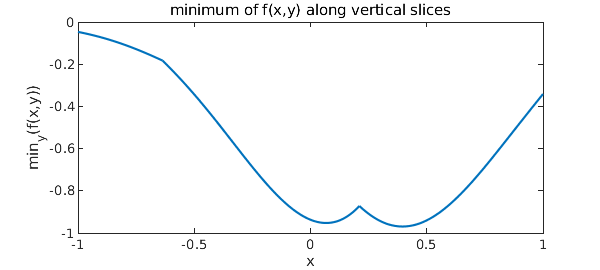 minimum of f(x,y) along vertical slices
0
-0.2
-0.4
-0.6
-0.8
-1
min_y(f(x,y))
-1 -0.5 0 0.5 1
x